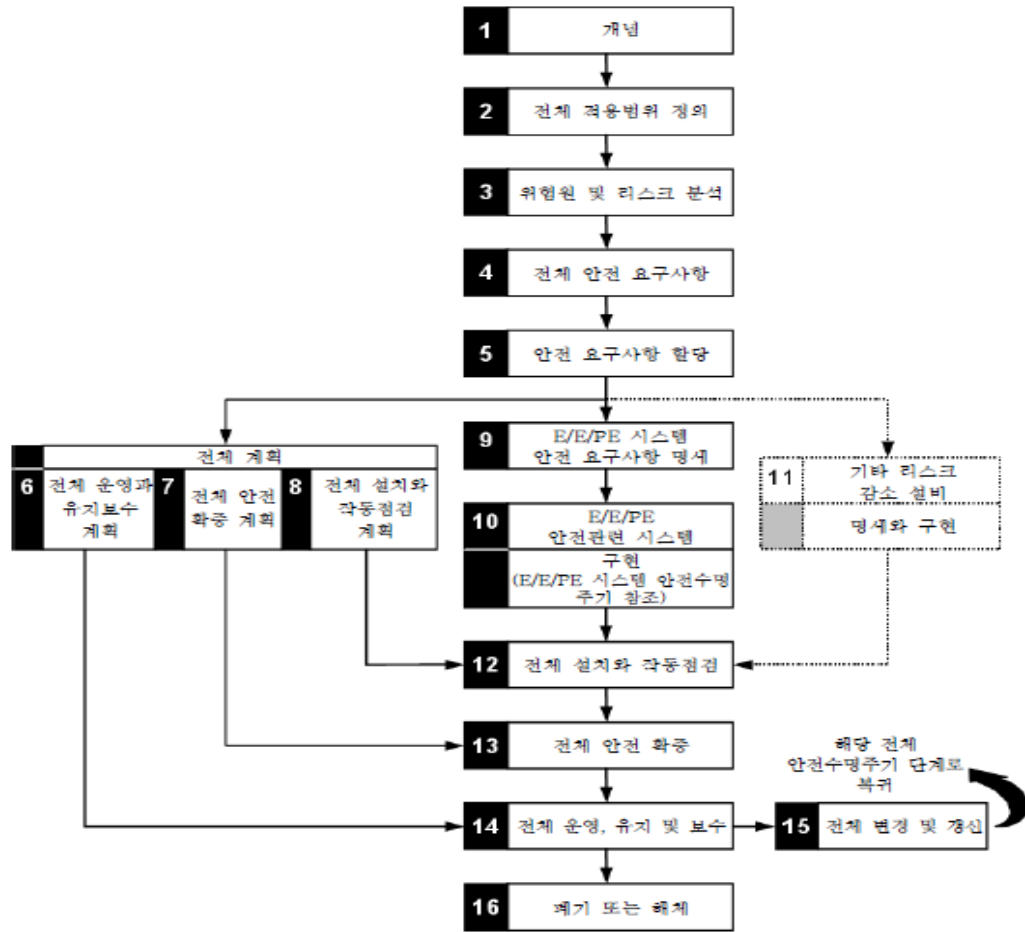 1 개념
2 전체 적용범위 정의
3 위험원 및 리스크 분석
4 전체 안전 요구사항
5 안전 요구사항 할당
전체 계획
6 전체 운영과
유지보수
계획
7 전체 안전
확증 계획
8 전체 설치와
작동점검
계획
9 E/E/PE 시스템
안전 요구사항 명세
10 E/E/PE
안전관련 시스템
구현
(E/E/PE 시스템 안전수명
주기 참조)
11 기타 리스크
감소 설비
명세와 구현
12 전체 설치와 작동점검
13 전체 안전 확증
해당 전체
안전수명주기 단계로
복귀
14 전체 운영, 유지 및 보수
15 전체 변경 및 갱신
16 폐기 또는 해체